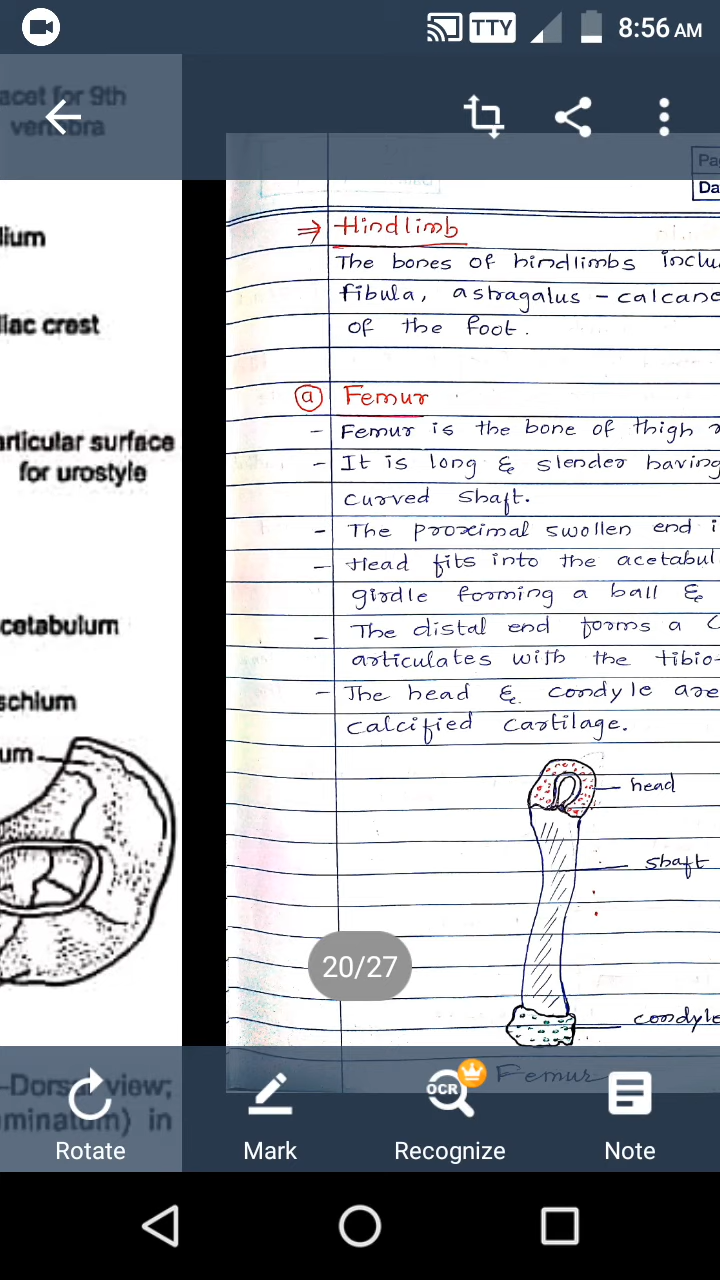 TTY
8:56 AM
acet for 9th
vertebra
lium
liac crest
articular surface
for urostyle
cetabulum
schium
um
-Dorsal view;
minatum) in
Pa
Da
⇒ Hindlimb
The bones of hindlimbs inclu
fibula, astragalus - calcane
of the foot.
(a) Femur
- Femur is the bone of thigh r
- It is long & slender having
curved shaft.
- The proximal swollen end i
- Head fits into the acetabul
girdle forming a ball &
- The distal end forms a C
articulates with the tibio-
- The head & condyle are
calcified cartilage.
head
shaft
condyle
Femur
20/27
OCR
Rotate
Mark
Recognize
Note